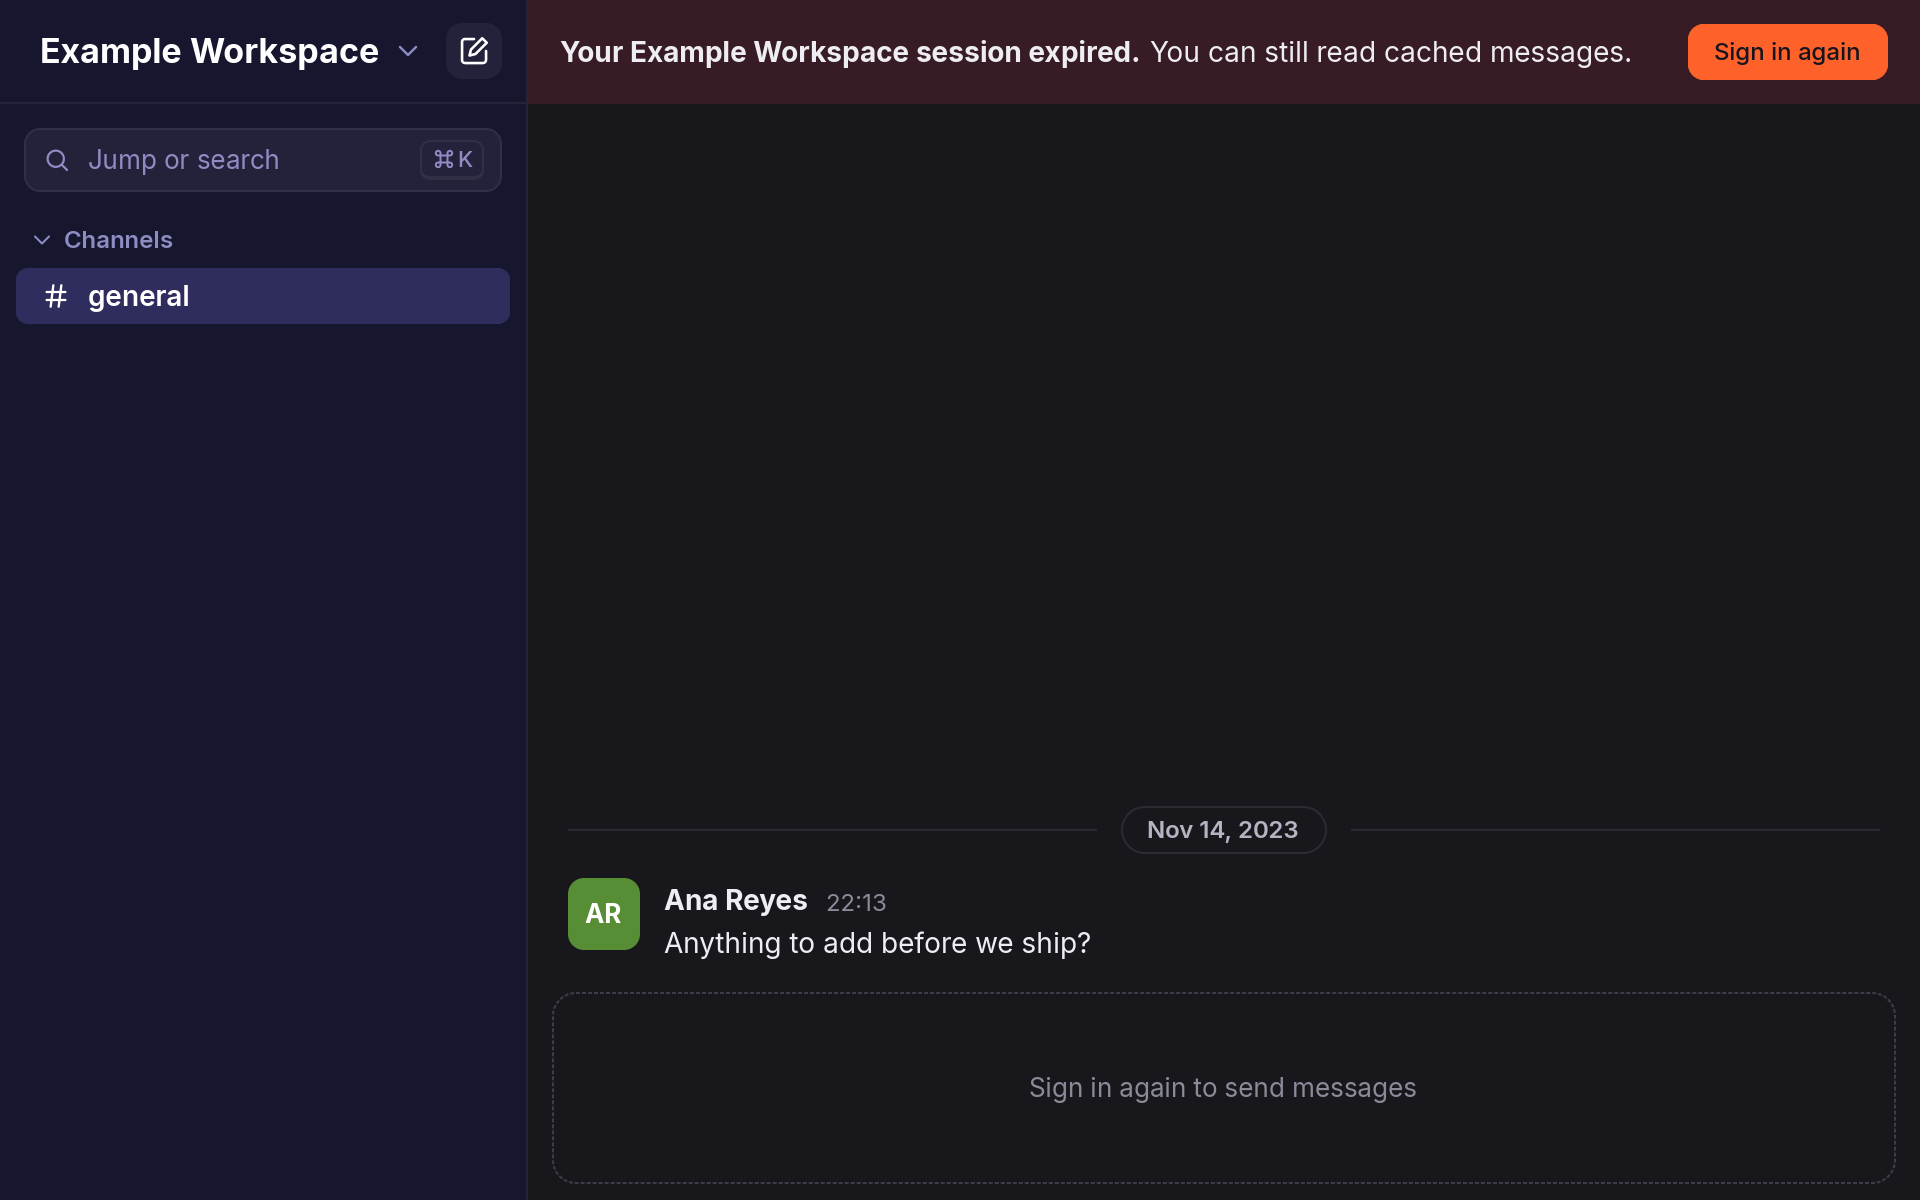 Example Workspace
Your Example Workspace session expired. You can still read cached messages.
Sign in again
Jump or search
⌘K
Channels
# general
Nov 14, 2023
AR
Ana Reyes 22:13
Anything to add before we ship?
Sign in again to send messages